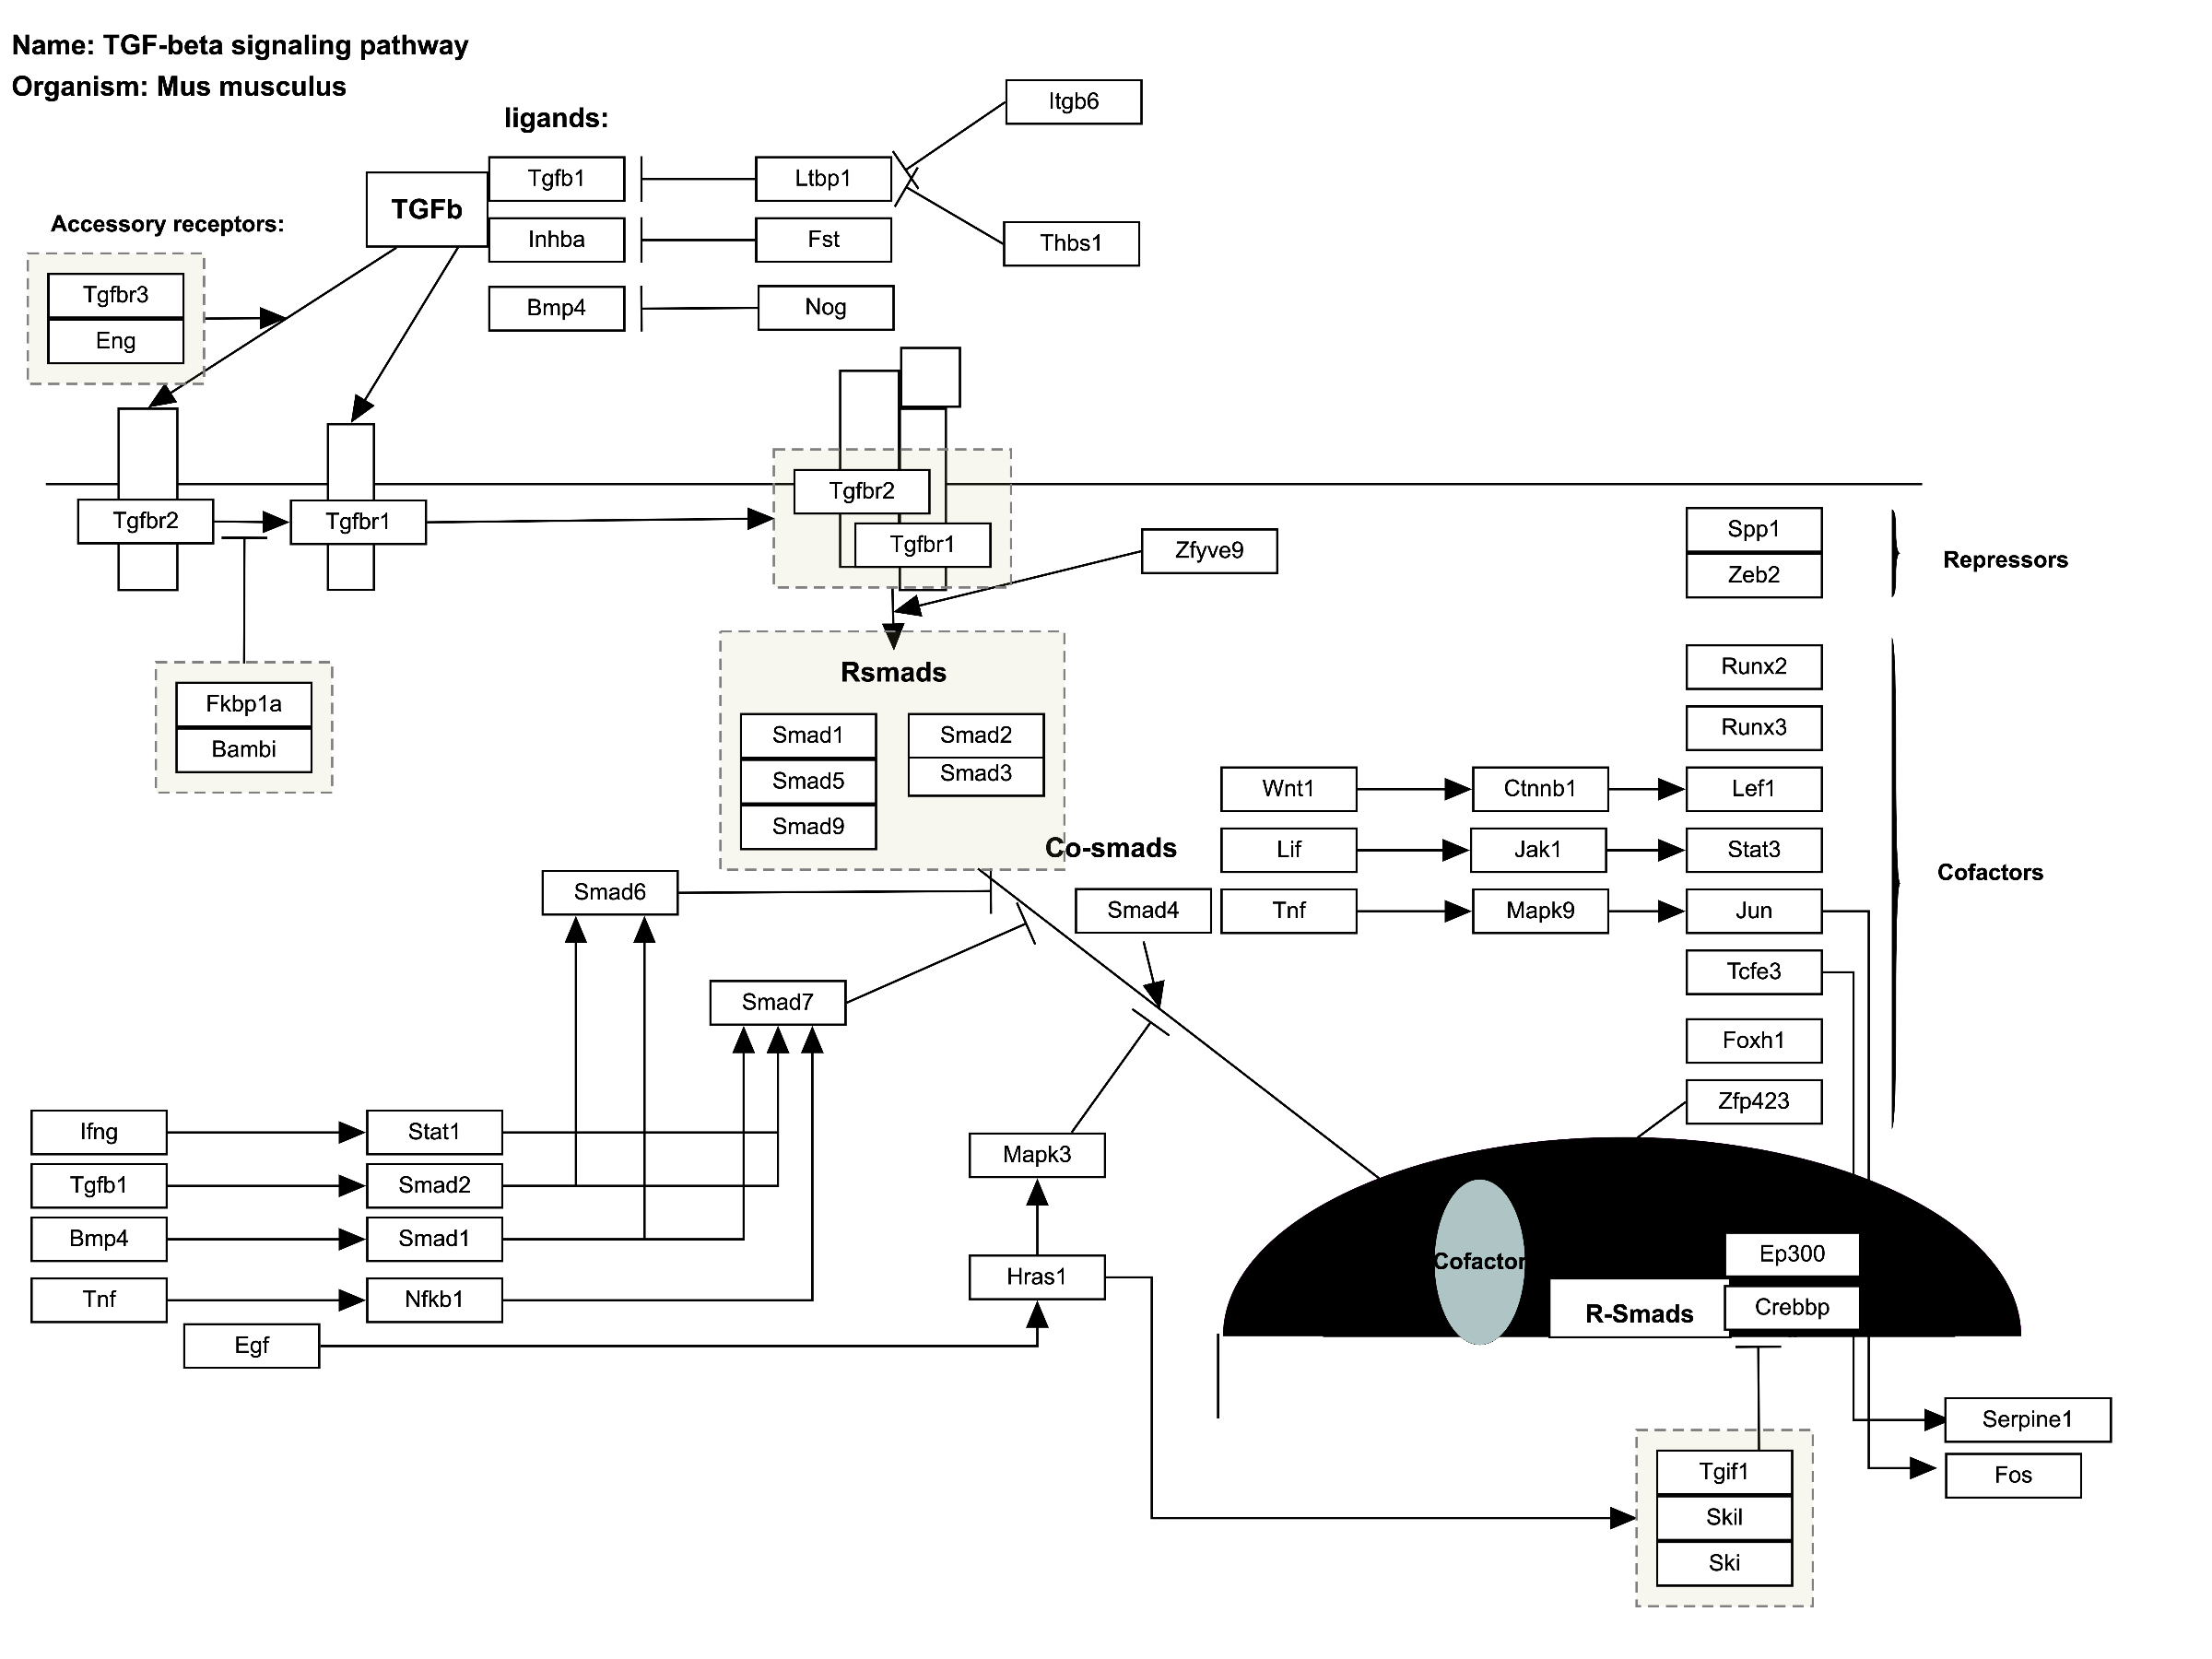 Name: TGF-beta signaling pathway
Organism: Mus musculus
ligands:
Itgb6
Tgfb1
Ltbp1
TGFb
Accessory receptors:
Inhba
Fst
Thbs1
Tgfbr3
Eng
Bmp4
Nog
Tgfbr2
Tgfbr1
Tgfbr2
Tgfbr1
Zfyve9
Spp1
Zeb2
Repressors
Fkbp1a
Bambi
Rsmads
Smad1
Smad5
Smad9
Smad2
Smad3
Co-smads
Smad4
Runx2
Runx3
Wnt1
Ctnnb1
Lef1
Lif
Jak1
Stat3
Cofactors
Tnf
Mapk9
Jun
Tcfe3
Foxh1
Zfp423
Smad6
Smad7
Ifng
Stat1
Tgfb1
Smad2
Bmp4
Smad1
Tnf
Nfkb1
Egf
Mapk3
Hras1
Cofactor
Ep300
R-Smads
Crebbp
Serpine1
Fos
Tgif1
Skil
Ski